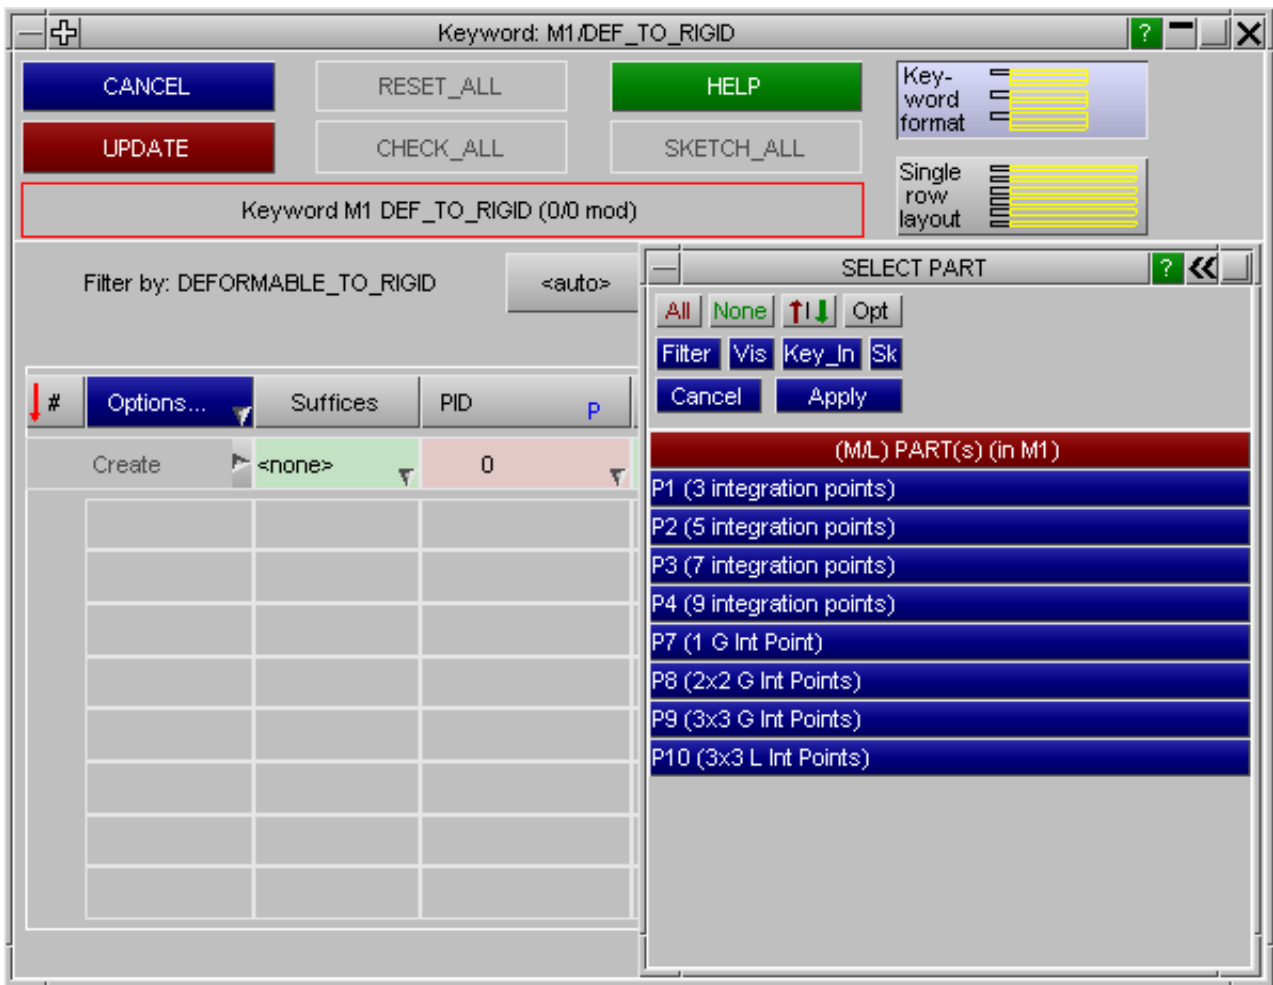 Keyword: M1/DEF_TO_RIGID ?
CANCEL RESET_ALL HELP
Key-
word
format
UPDATE CHECK_ALL SKETCH_ALL
Single
row
layout
Keyword M1 DEF_TO_RIGID (0/0 mod)
Filter by: DEFORMABLE_TO_RIGID <auto>
# Options... Suffices PID P
Create <none> 0
SELECT PART ?
All None Opt
Filter Vis Key_In Sk
Cancel Apply
(M/L) PART(s) (in M1)
P1 (3 integration points)
P2 (5 integration points)
P3 (7 integration points)
P4 (9 integration points)
P7 (1 G Int Point)
P8 (2x2 G Int Points)
P9 (3x3 G Int Points)
P10 (3x3 L Int Points)